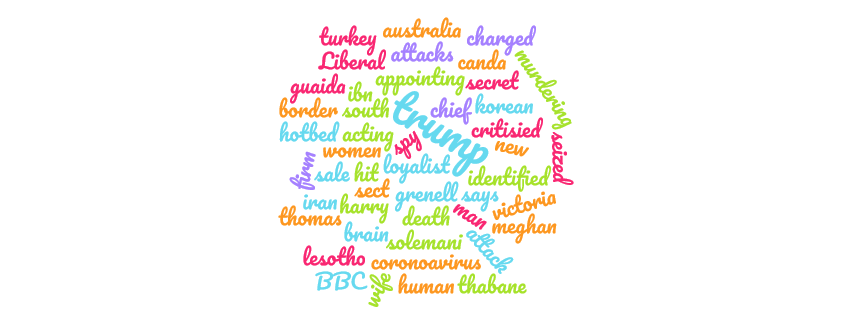 australia
turkey
charged
attacks
Liberal
canda
murdering
appointing
secret
guaida
ibn
trump
border
south
chief
korean
hotbed
acting
critisied
seized
spy
women
new
firm
loyalist
sale
hit
identified
sect
grenell
says
iran
harry
victoria
thomas
death
man
meghan
brain
solemani
attack
lesotho
coronoavirus
BBC
wife
human
thabane